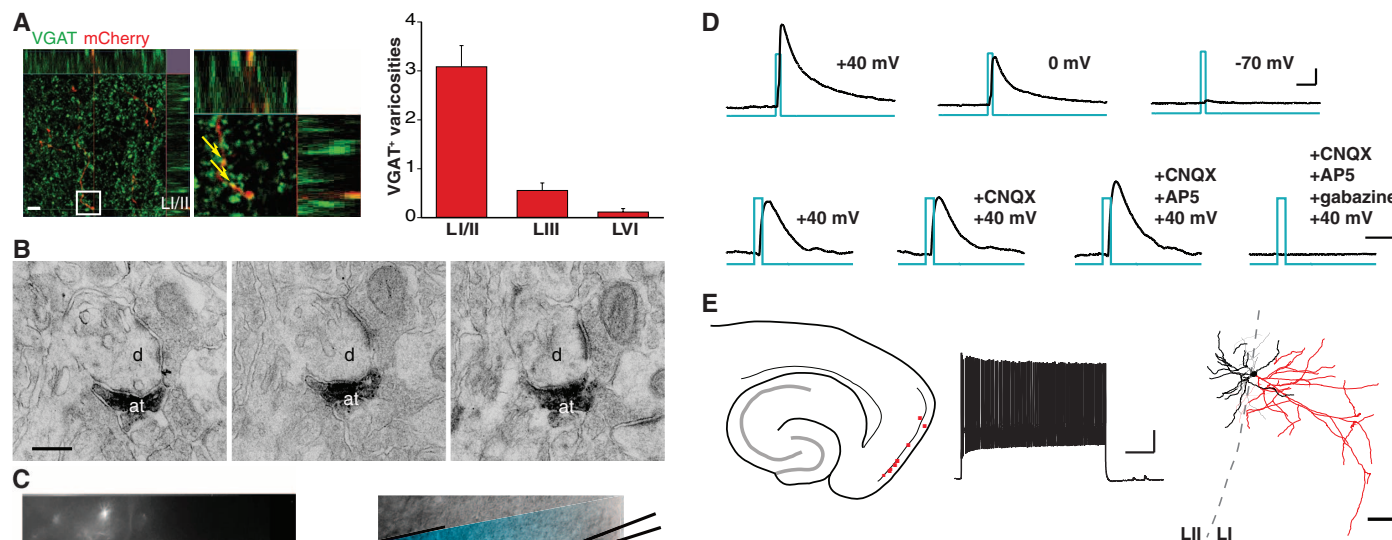 A
VGAT mCherry
LI/II
VGAT+ varicosities
4
3
2
1
0
LI/II
LIII
LVI
B
d
at
d
at
d
at
C
D
+40 mV
0 mV
-70 mV
+40 mV
+CNQX
+40 mV
+CNQX
+AP5
+40 mV
+CNQX
+AP5
+gabazine
+40 mV
E
LII
LI